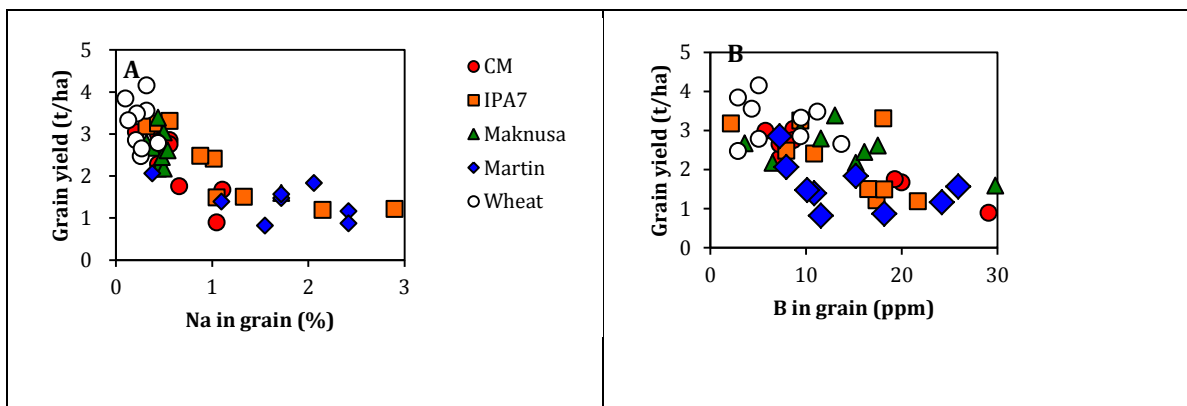 A
Grain yield (t/ha)
5
4
3
2
1
0
0 1 2 3
Na in grain (%)
CM
IPA7
Maknusa
Martin
Wheat
B
Grain yield (t/ha)
5
4
3
2
1
0
0 10 20 30
B in grain (ppm)